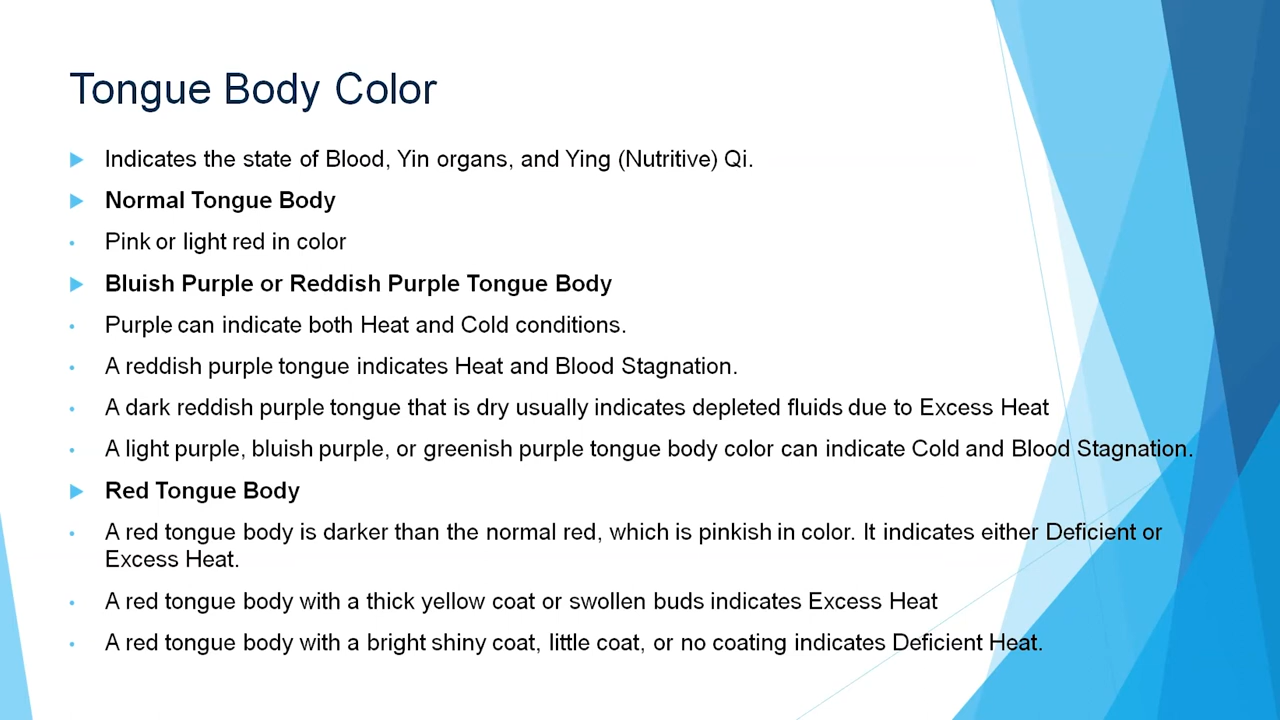 Tongue Body Color
Indicates the state of Blood, Yin organs, and Ying (Nutritive) Qi.
Normal Tongue Body
Pink or light red in color
Bluish Purple or Reddish Purple Tongue Body
Purple can indicate both Heat and Cold conditions.
A reddish purple tongue indicates Heat and Blood Stagnation.
A dark reddish purple tongue that is dry usually indicates depleted fluids due to Excess Heat
A light purple, bluish purple, or greenish purple tongue body color can indicate Cold and Blood Stagnation.
Red Tongue Body
A red tongue body is darker than the normal red, which is pinkish in color. It indicates either Deficient or
Excess Heat.
A red tongue body with a thick yellow coat or swollen buds indicates Excess Heat
A red tongue body with a bright shiny coat, little coat, or no coating indicates Deficient Heat.